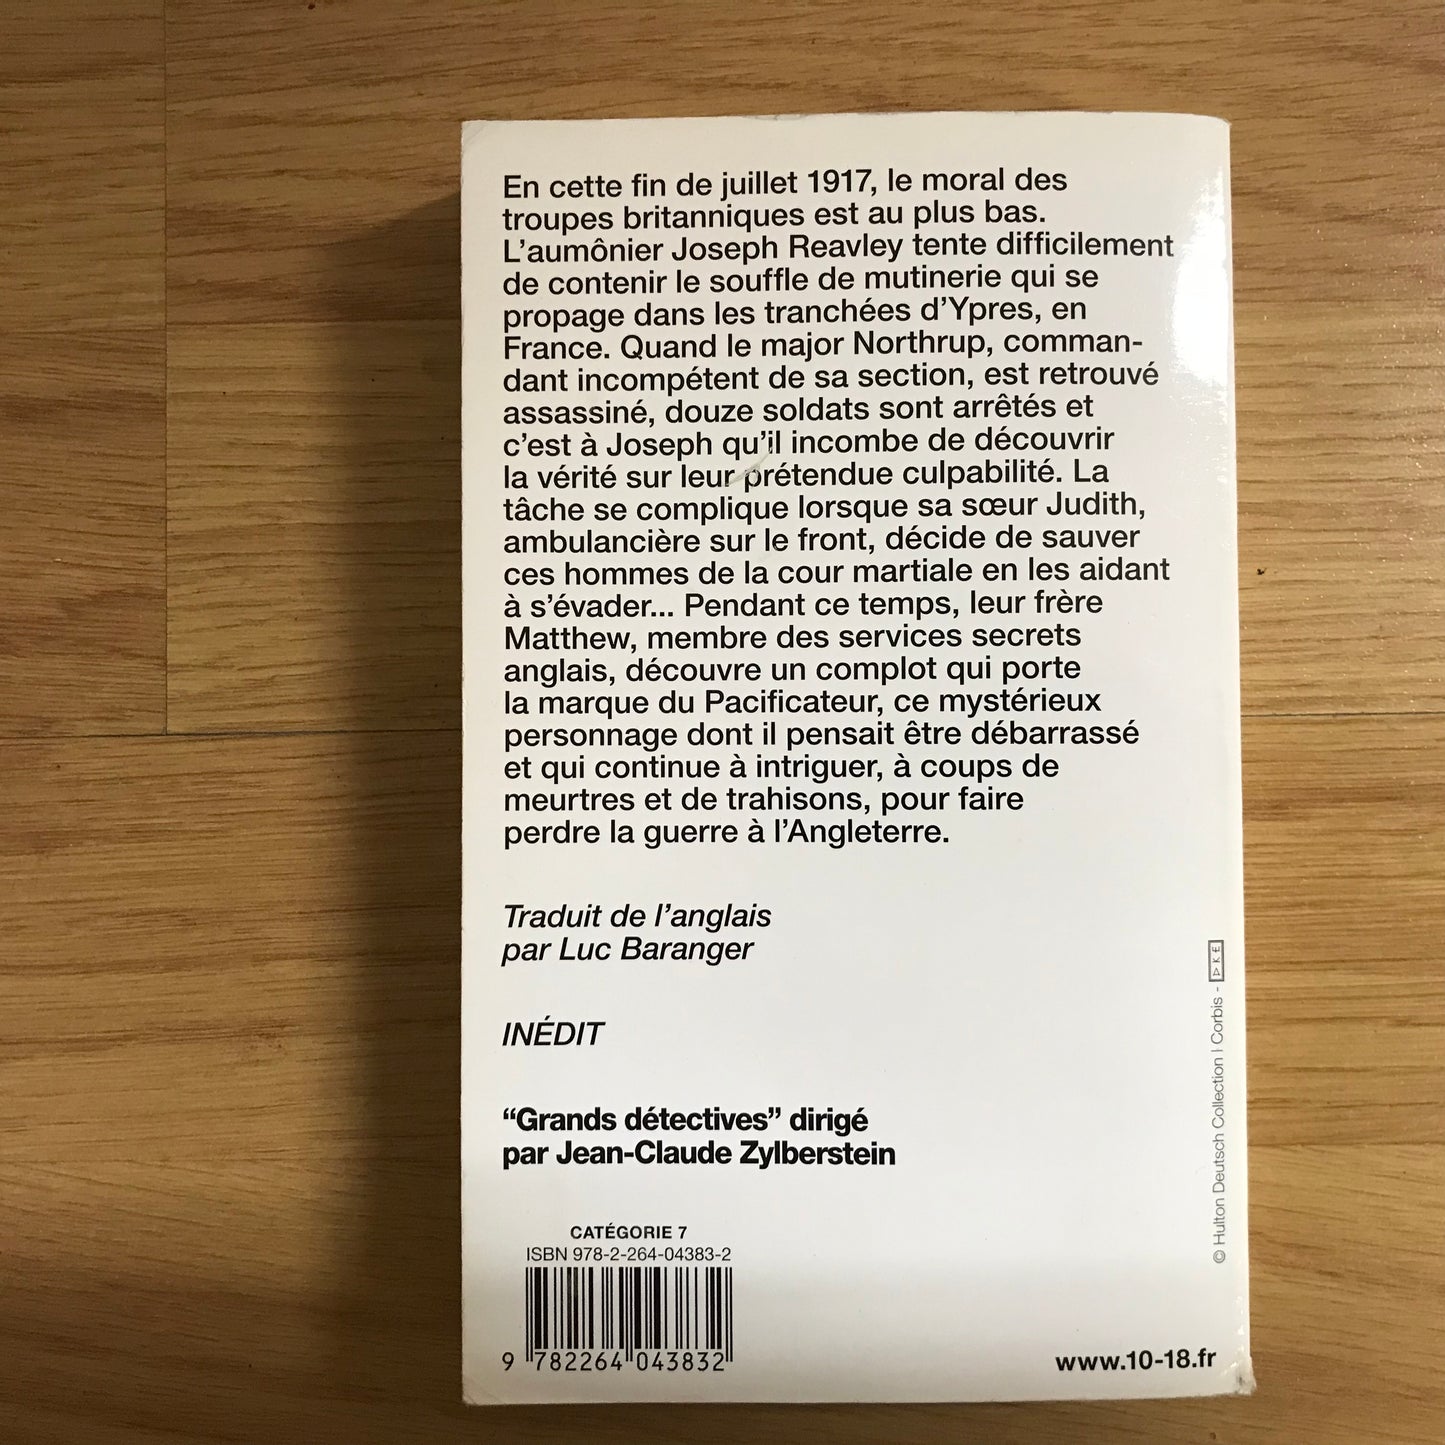 En cette fin de juillet 1917, le moral des
troupes britanniques est au plus bas.
L'aumônier Joseph Reavley tente difficilement
de contenir le souffle de mutinerie qui se
propage dans les tranchées d'Ypres, en
France. Quand le major Northrup, comman-
dant incompétent de sa section, est retrouvé
assassiné, douze soldats sont arrêtés et
c'est à Joseph qu'il incombe de découvrir
la vérité sur leur prétendue culpabilité. La
tâche se complique lorsque sa sœur Judith,
ambulancière sur le front, décide de sauver
ces hommes de la cour martiale en les aidant
à s'évader... Pendant ce temps, leur frère
Matthew, membre des services secrets
anglais, découvre un complot qui porte
la marque du Pacificateur, ce mystérieux
personnage dont il pensait être débarrassé
et qui continue à intriguer, à coups de
meurtres et de trahisons, pour faire
perdre la guerre à l'Angleterre.
Traduit de l'anglais
par Luc Baranger
INÉDIT
“Grands détectives” dirigé
par Jean-Claude Zylberstein
CATÉGORIE 7
ISBN 978-2-264-04383-2
9 782264 043832
www.10-18.fr
© Hulton Deutsch Collection | Corbis -